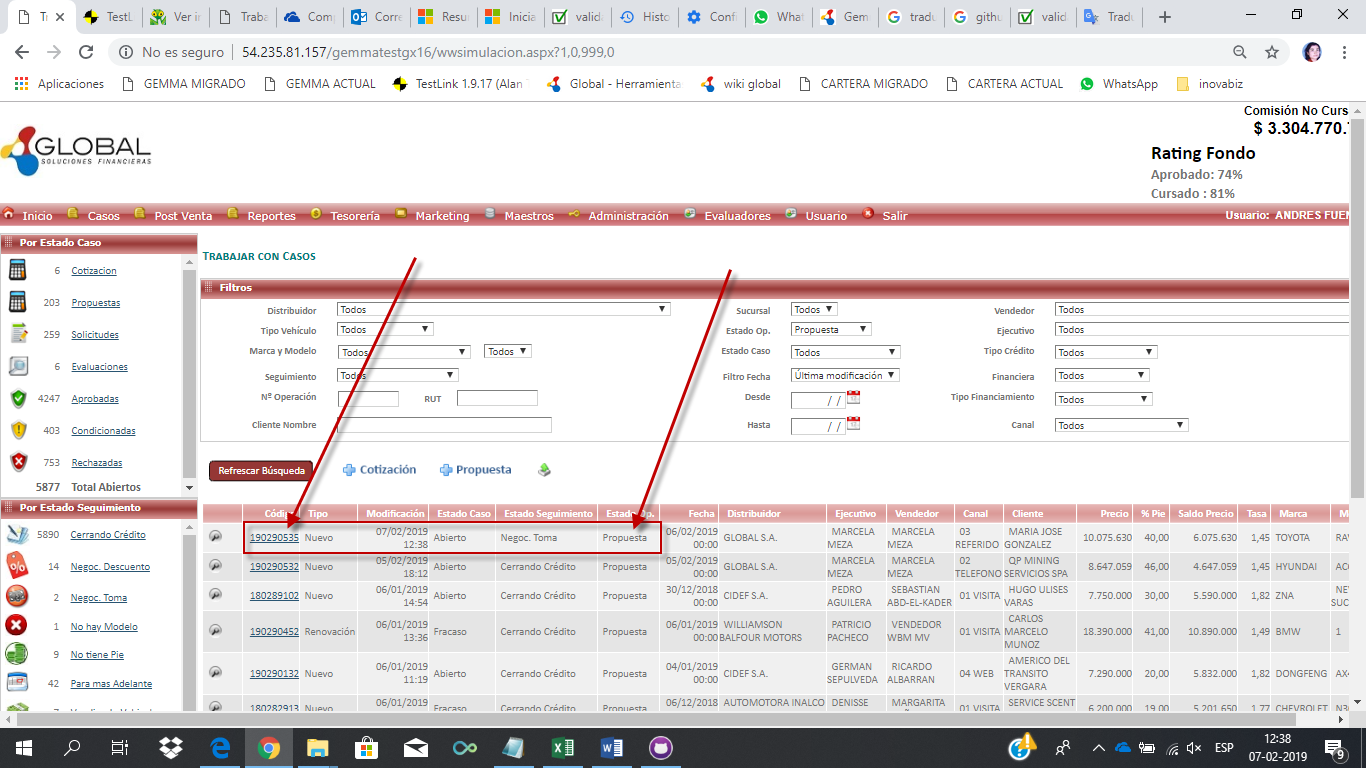 Tr TestL Ver in Traba Comp Corre Resu Inicia valida Histo Confi What Gem tradu githu valid Tradu
No es seguro 54.235.81.157/gemmatestgx16/wwsimulacion.aspx?1,0,999,0
Aplicaciones GEMMA MIGRADO GEMMA ACTUAL TestLink 1.9.17 (Alan Global - Herramienta wiki global CARTERA MIGRADO CARTERA ACTUAL WhatsApp inovabiz
Comisión No Curs
$ 3.304.770.
GLOBAL
SOLUCIONES FINANCIERAS
Rating Fondo
Aprobado: 74%
Cursado : 81%
Inicio Casos Post Venta Reportes Tesorería Marketing Maestros Administración Evaluadores Usuario Salir Usuario: ANDRES FUEN
Por Estado Caso
6 Cotizacion
203 Propuestas
259 Solicitudes
6 Evaluaciones
4247 Aprobadas
403 Condicionadas
753 Rechazadas
5877 Total Abiertos
Por Estado Seguimiento
5890 Cerrando Crédito
14 Negoc. Descuento
2 Negoc. Toma
1 No hay Modelo
9 No tiene Pie
42 Para mas Adelante
TRABAJAR CON CASOS
Filtros
Distribuidor Todos Sucursal Todos Vendedor Todos
Tipo Vehículo Todos Estado Op. Propuesta Ejecutivo Todos
Marca y Modelo Todos Todos Estado Caso Todos Tipo Crédito Todos
Seguimiento Todos Filtro Fecha Última modificación Financiera Todos
Nº Operación RUT Desde / / Tipo Financiamiento Todos
Cliente Nombre Hasta / / Canal Todos
Refrescar Búsqueda Cotización Propuesta
Código Tipo Modificación Estado Caso Estado Seguimiento Estado Op. Fecha Distribuidor Ejecutivo Vendedor Canal Cliente Precio % Pie Saldo Precio Tasa Marca M
190290535 Nuevo 07/02/2019 12:38 Abierto Negoc. Toma Propuesta 06/02/2019 00:00 GLOBAL S.A. MARCELA MEZA MARCELA MEZA 03 REFERIDO MARIA JOSE GONZALEZ 10.075.630 40,00 6.075.630 1,45 TOYOTA RAV
190290532 Nuevo 05/02/2019 18:12 Abierto Cerrando Crédito Propuesta 05/02/2019 00:00 GLOBAL S.A. MARCELA MEZA MARCELA MEZA 02 TELEFONO QP MINING SERVICIOS SPA 8.647.059 46,00 4.647.059 1,45 HYUNDAI ACC
180289102 Nuevo 06/01/2019 14:54 Abierto Cerrando Crédito Propuesta 30/12/2018 00:00 CIDEF S.A. PEDRO AGUILERA SEBASTIAN ABD-EL-KADER 01 VISITA HUGO ULISES VARAS 7.750.000 30,00 5.590.000 1,82 ZNA NEW SUC
190290452 Renovación 06/01/2019 13:36 Fracaso Cerrando Crédito Propuesta 06/01/2019 00:00 WILLIAMSON BALFOUR MOTORS PATRICIO PACHECO VENDEDOR WBM MV 01 VISITA CARLOS MARCELO MUNOZ 18.390.000 41,00 10.890.000 1,49 BMW 1
190290132 Nuevo 06/01/2019 11:19 Fracaso Cerrando Crédito Propuesta 04/01/2019 00:00 CIDEF S.A. GERMAN SEPULVEDA RICARDO ALBARRAN 04 WEB AMERICO DEL TRANSITO VERGARA 7.290.000 20,00 5.832.000 1,82 DONGFENG AX4
180282913 Nuevo 06/01/2019 Fracaso Cerrando Crédito Propuesta 06/12/2018 AUTOMOTORA INALCO DENISSE MARGARITA 01 VISITA SERVICE SCENT 6.200.000 19,00 5.201.650 1,77 CHEVROLET N30
ESP
12:38
07-02-2019
9